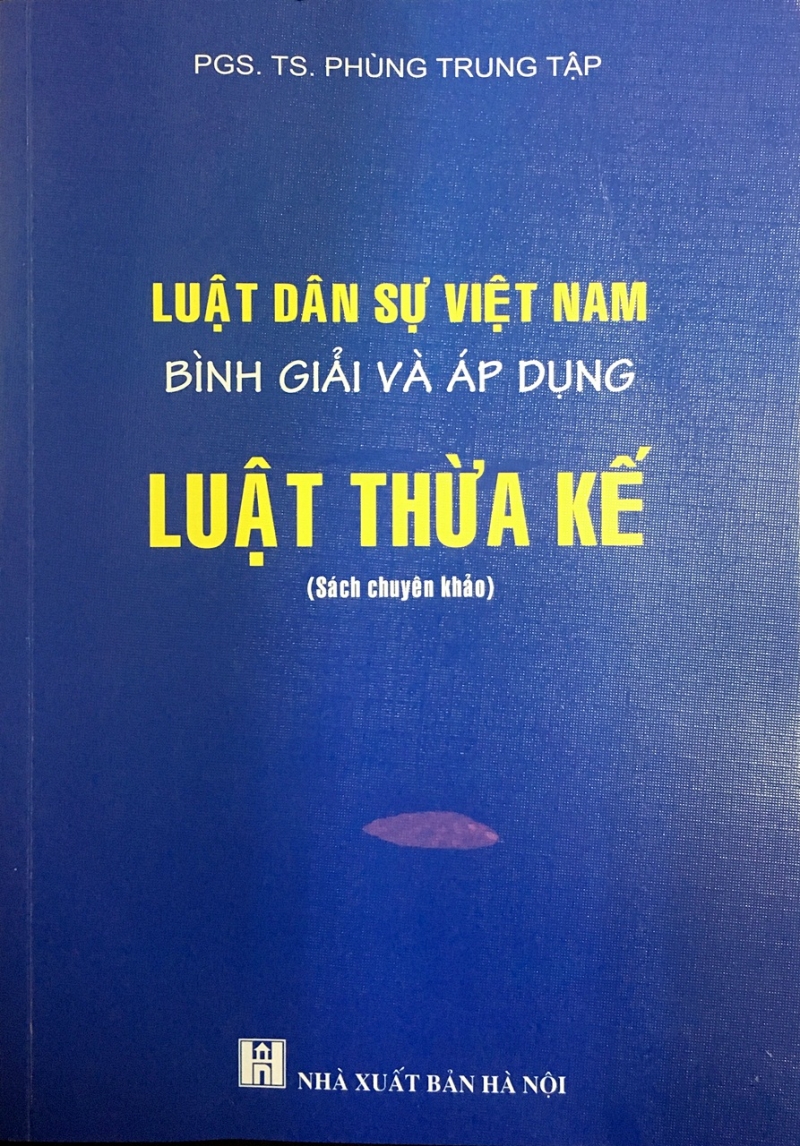 PGS. TS. PHÙNG TRUNG TẬP
LUẬT DÂN SỰ VIỆT NAM
BÌNH GIẢI VÀ ÁP DỤNG
LUẬT THỪA KẾ
(Sách chuyên khảo)
NHÀ XUẤT BẢN HÀ NỘI